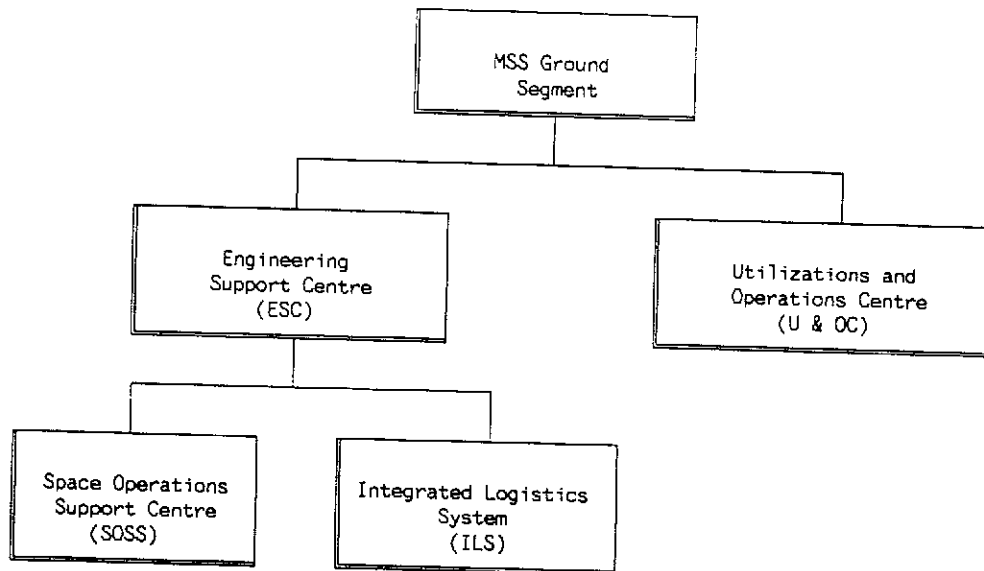 MSS Ground
Segment
Engineering
Support Centre
(ESC)
Utilizations and
Operations Centre
(U & OC)
Space Operations
Support Centre
(SOSS)
Integrated Logistics
System
(ILS)